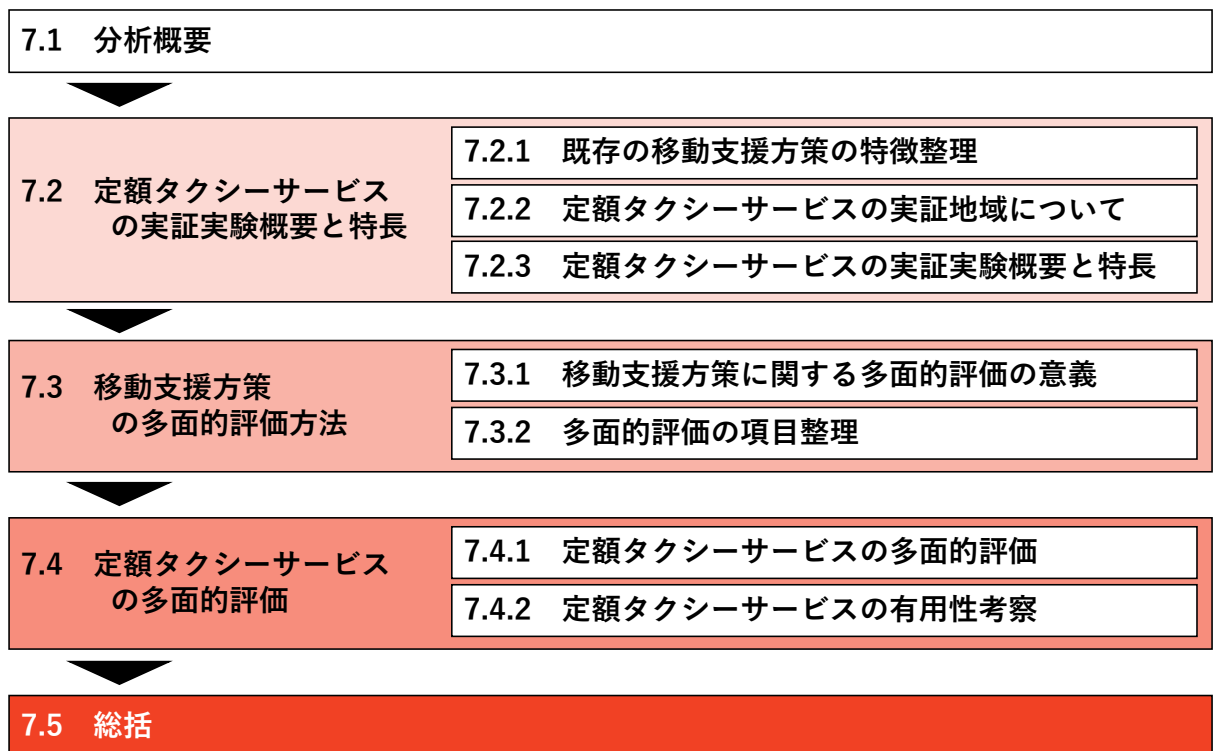 7.1 分析概要
7.2 定額タクシーサービス
の実証実験概要と特長
7.2.1 既存の移動支援方策の特徴整理
7.2.2 定額タクシーサービスの実証地域について
7.2.3 定額タクシーサービスの実証実験概要と特長
7.3 移動支援方策
の多面的評価方法
7.3.1 移動支援方策に関する多面的評価の意義
7.3.2 多面的評価の項目整理
7.4 定額タクシーサービス
の多面的評価
7.4.1 定額タクシーサービスの多面的評価
7.4.2 定額タクシーサービスの有用性考察
7.5 総括